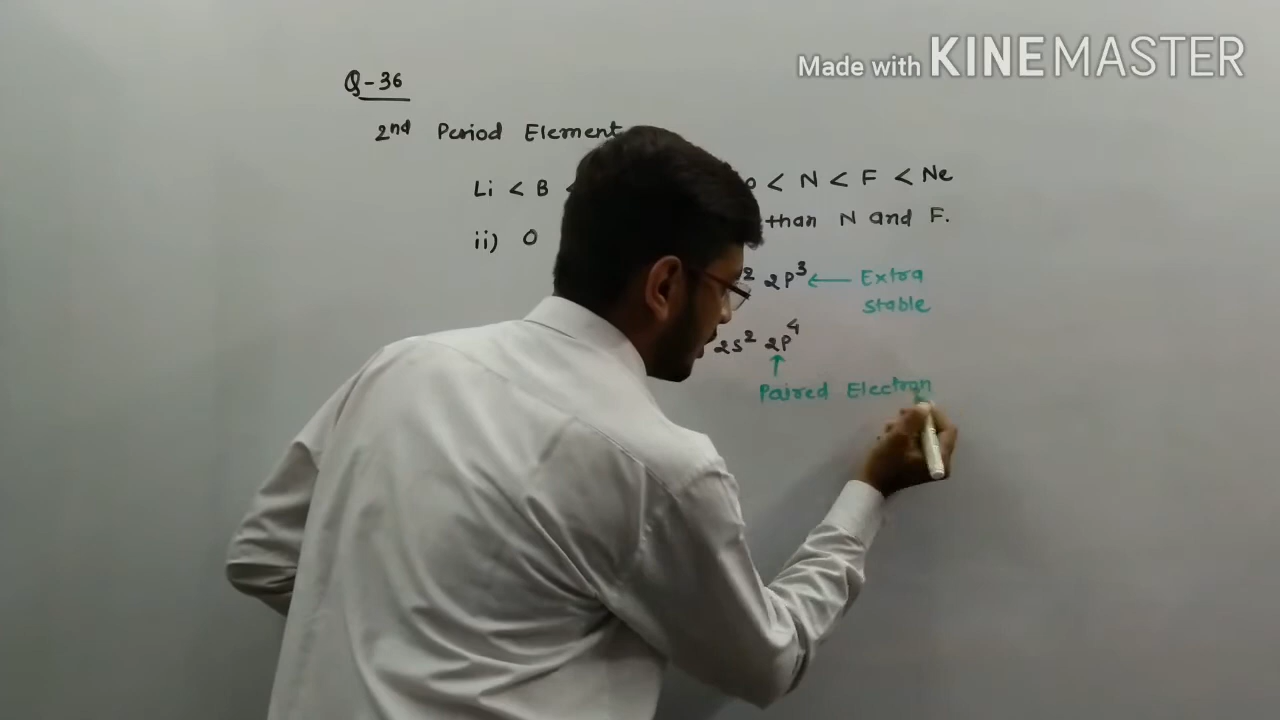 Made with KINEMASTER
Q-36
2nd Period Element
Li < B < O < N < F < Ne
ii) O than N and F.
2 2p3 ← Extra
stable
2s2 2p4
↑
Paired Electron